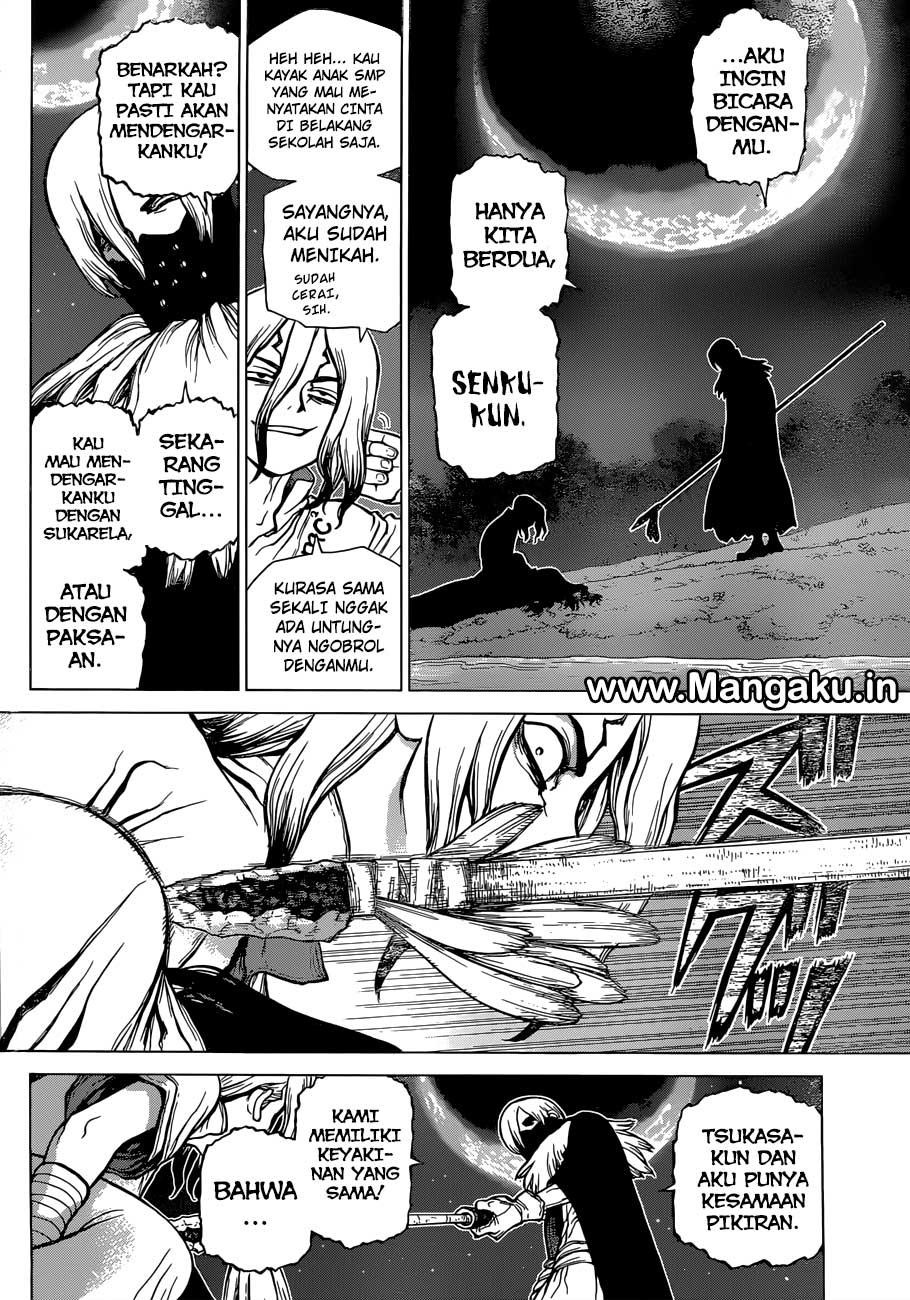 ...AKU
INGIN
BICARA
DENGAN-
MU.
HANYA
KITA
BERDUA,
SENKU-
KUN.
HEH HEH... KAU
KAYAK ANAK SMP
YANG MAU ME-
NYATAKAN CINTA
DI BELAKANG
SEKOLAH SAJA.
SAYANGNYA,
AKU SUDAH
MENIKAH.
SUDAH
CERAI,
SIH.
KURASA SAMA
SEKALI NGGAK
ADA UNTUNG-
NYA NGOBROL
DENGANMU.
BENARKAH?
TAPI KAU
PASTI AKAN
MENDENGAR-
KANKU!
SEKA-
RANG
TING-
GAL...
KAU
MAU MEN-
DENGAR-
KANKU
DENGAN
SUKARELA,
ATAU
DENGAN
PAKSA-
AN.
www.Mangaku.in
TSUKASA-
KUN DAN
AKU PUNYA
KESAMAAN
PIKIRAN.
KAMI
MEMILIKI
KEYAKI-
NAN YANG
SAMA!
BAHWA
...